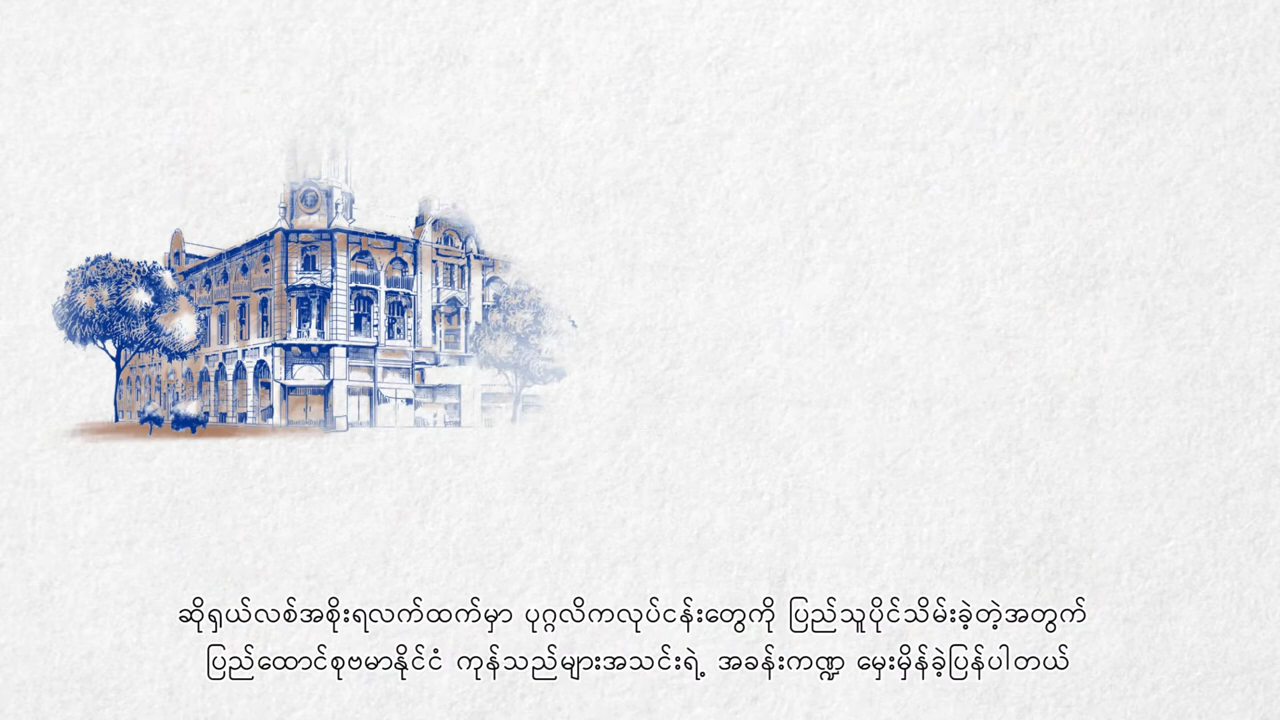 ဆိုရှယ်လစ်အစိုးရလက်ထက်မှာ ပုဂ္ဂလိကလုပ်ငန်းတွေကို ပြည်သူပိုင်သိမ်းခဲ့တဲ့အတွက်
ပြည်ထောင်စုဗမာနိုင်ငံ ကုန်သည်များအသင်းရဲ့ အခန်းကဏ္ဍ မှေးမှိန်ခဲ့ပြန်ပါတယ်